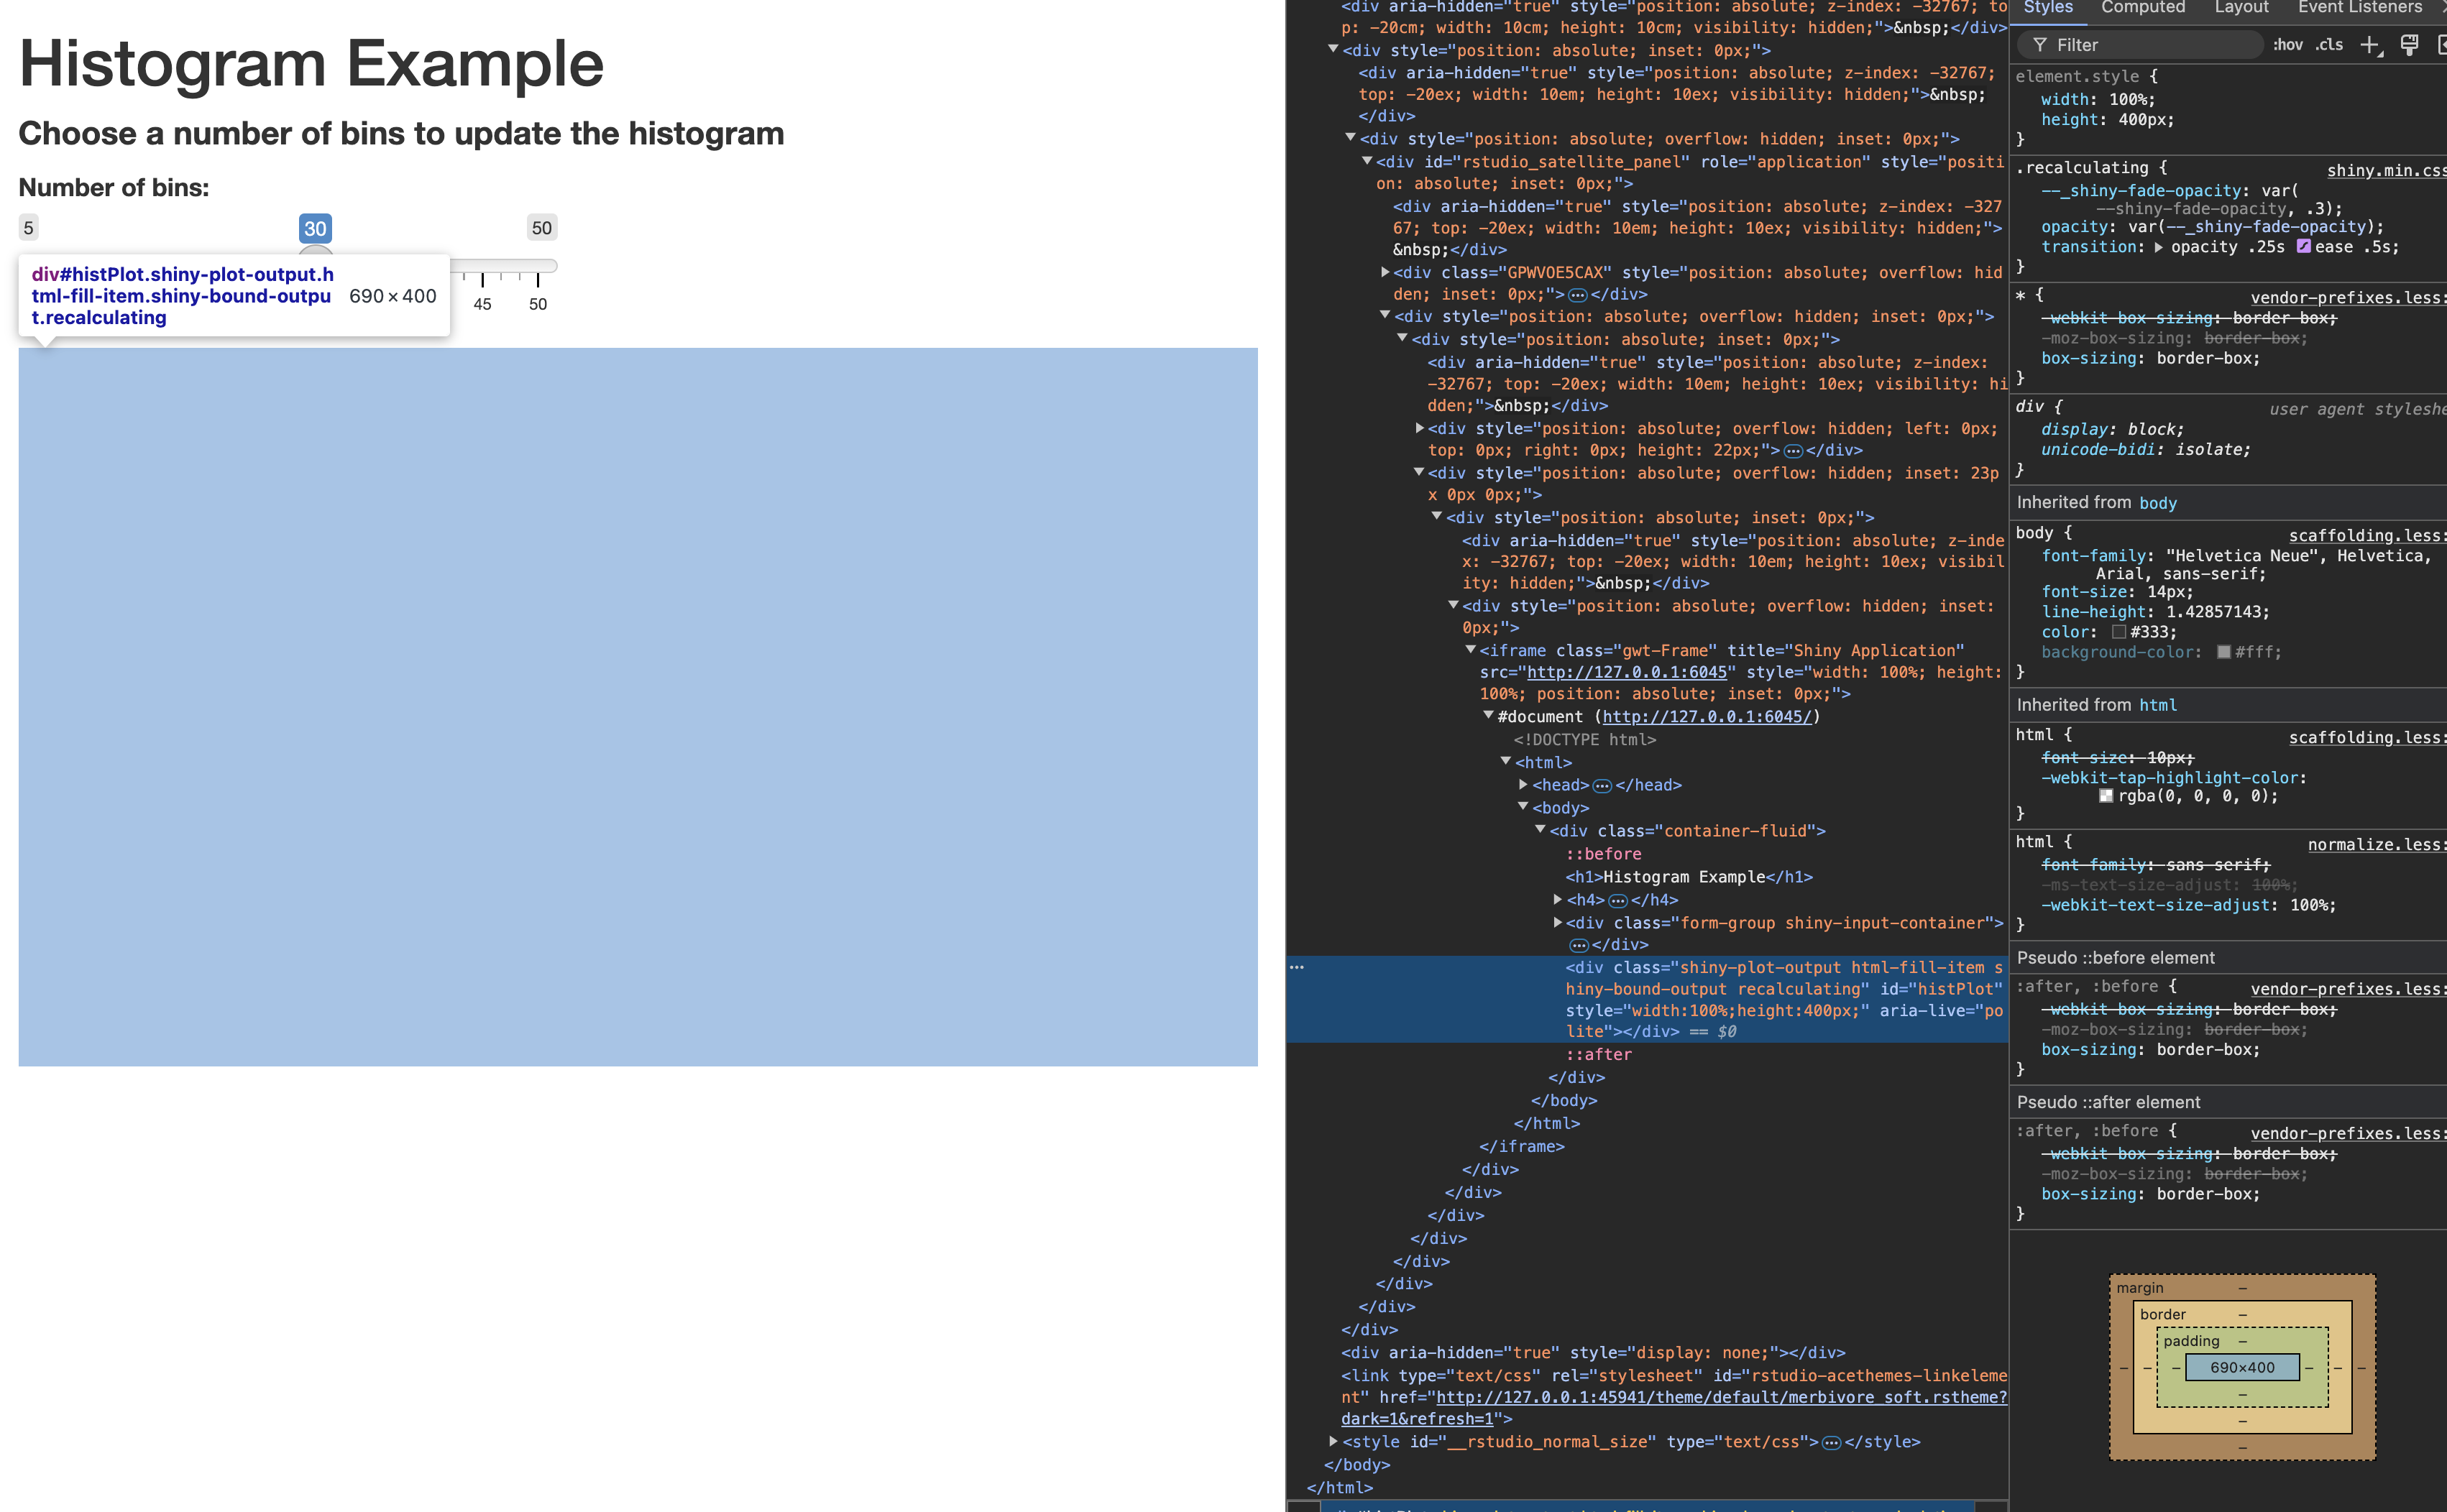 Histogram Example
Choose a number of bins to update the histogram
Number of bins:
5
30
50
45
50
div#histPlot.shiny-plot-output.h
tml-fill-item.shiny-bound-outpu
t.recalculating
690 × 400
<div aria-hidden="true" style="position: absolute; z-index: -32767; to
p: -20cm; width: 10cm; height: 10cm; visibility: hidden;">&nbsp;</div>
<div style="position: absolute; inset: 0px;">
<div aria-hidden="true" style="position: absolute; z-index: -32767;
top: -20ex; width: 10em; height: 10ex; visibility: hidden;">&nbsp;
</div>
<div style="position: absolute; overflow: hidden; inset: 0px;">
<div id="rstudio_satellite_panel" role="application" style="positi
on: absolute; inset: 0px;">
<div aria-hidden="true" style="position: absolute; z-index: -327
67; top: -20ex; width: 10em; height: 10ex; visibility: hidden;">
&nbsp;</div>
<div class="GPWVOE5CAX" style="position: absolute; overflow: hid
den; inset: 0px;">…</div>
<div style="position: absolute; overflow: hidden; inset: 0px;">
<div style="position: absolute; inset: 0px;">
<div aria-hidden="true" style="position: absolute; z-index:
-32767; top: -20ex; width: 10em; height: 10ex; visibility: hi
dden;">&nbsp;</div>
<div style="position: absolute; overflow: hidden; left: 0px;
top: 0px; right: 0px; height: 22px;">…</div>
<div style="position: absolute; overflow: hidden; inset: 23p
x 0px 0px;">
<div style="position: absolute; inset: 0px;">
<div aria-hidden="true" style="position: absolute; z-inde
x: -32767; top: -20ex; width: 10em; height: 10ex; visibil
ity: hidden;">&nbsp;</div>
<div style="position: absolute; overflow: hidden; inset:
0px;">
<iframe class="gwt-Frame" title="Shiny Application"
src="http://127.0.0.1:6045" style="width: 100%; height:
100%; position: absolute; inset: 0px;">
#document (http://127.0.0.1:6045/)
<!DOCTYPE html>
<html>
<head>…</head>
<body>
<div class="container-fluid">
::before
<h1>Histogram Example</h1>
<h4>…</h4>
<div class="form-group shiny-input-container">
…</div>
<div class="shiny-plot-output html-fill-item s
hiny-bound-output recalculating" id="histPlot"
style="width:100%;height:400px;" aria-live="po
lite"></div> == $0
::after
</div>
</body>
</html>
</iframe>
</div>
</div>
</div>
</div>
</div>
</div>
</div>
</div>
<div aria-hidden="true" style="display: none;"></div>
<link type="text/css" rel="stylesheet" id="rstudio-acethemes-linkeleme
nt" href="http://127.0.0.1:45941/theme/default/merbivore_soft.rstheme?
dark=1&refresh=1">
<style id="__rstudio_normal_size" type="text/css">…</style>
</body>
</html>
Styles Computed Layout Event Listeners
Filter :hov .cls
element.style {
width: 100%;
height: 400px;
}
.recalculating { shiny.min.css
--_shiny-fade-opacity: var(
--shiny-fade-opacity, .3);
opacity: var(--_shiny-fade-opacity);
transition: opacity .25s ease .5s;
}
* { vendor-prefixes.less:
-webkit-box-sizing: border-box;
-moz-box-sizing: border-box;
box-sizing: border-box;
}
div { user agent styleshe
display: block;
unicode-bidi: isolate;
}
Inherited from body
body { scaffolding.less:
font-family: "Helvetica Neue", Helvetica,
Arial, sans-serif;
font-size: 14px;
line-height: 1.42857143;
color: #333;
background-color: #fff;
}
Inherited from html
html { scaffolding.less:
font-size: 10px;
-webkit-tap-highlight-color:
rgba(0, 0, 0, 0);
}
html { normalize.less:
font-family: sans-serif;
-ms-text-size-adjust: 100%;
-webkit-text-size-adjust: 100%;
}
Pseudo ::before element
:after, :before { vendor-prefixes.less:
-webkit-box-sizing: border-box;
-moz-box-sizing: border-box;
box-sizing: border-box;
}
Pseudo ::after element
:after, :before { vendor-prefixes.less:
-webkit-box-sizing: border-box;
-moz-box-sizing: border-box;
box-sizing: border-box;
}
margin –
border –
padding –
– – – 690×400 – – –
–
–
–